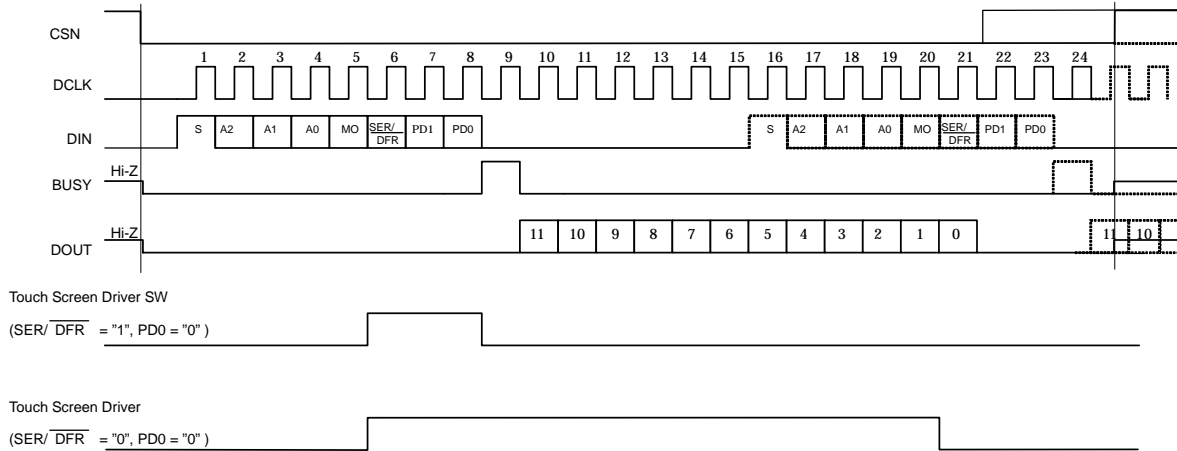 CSN
1 2 3 4 5 6 7 8 9 10 11 12 13 14 15 16 17 18 19 20 21 22 23 24
DCLK
DIN S A2 A1 A0 MO SER/DFR PD1 PD0 S A2 A1 A0 MO SER/DFR PD1 PD0
Hi-Z
BUSY
Hi-Z
DOUT 11 10 9 8 7 6 5 4 3 2 1 0 11 10
Touch Screen Driver SW
(SER/ DFR = "1", PD0 = "0" )
Touch Screen Driver
(SER/ DFR = "0", PD0 = "0" )